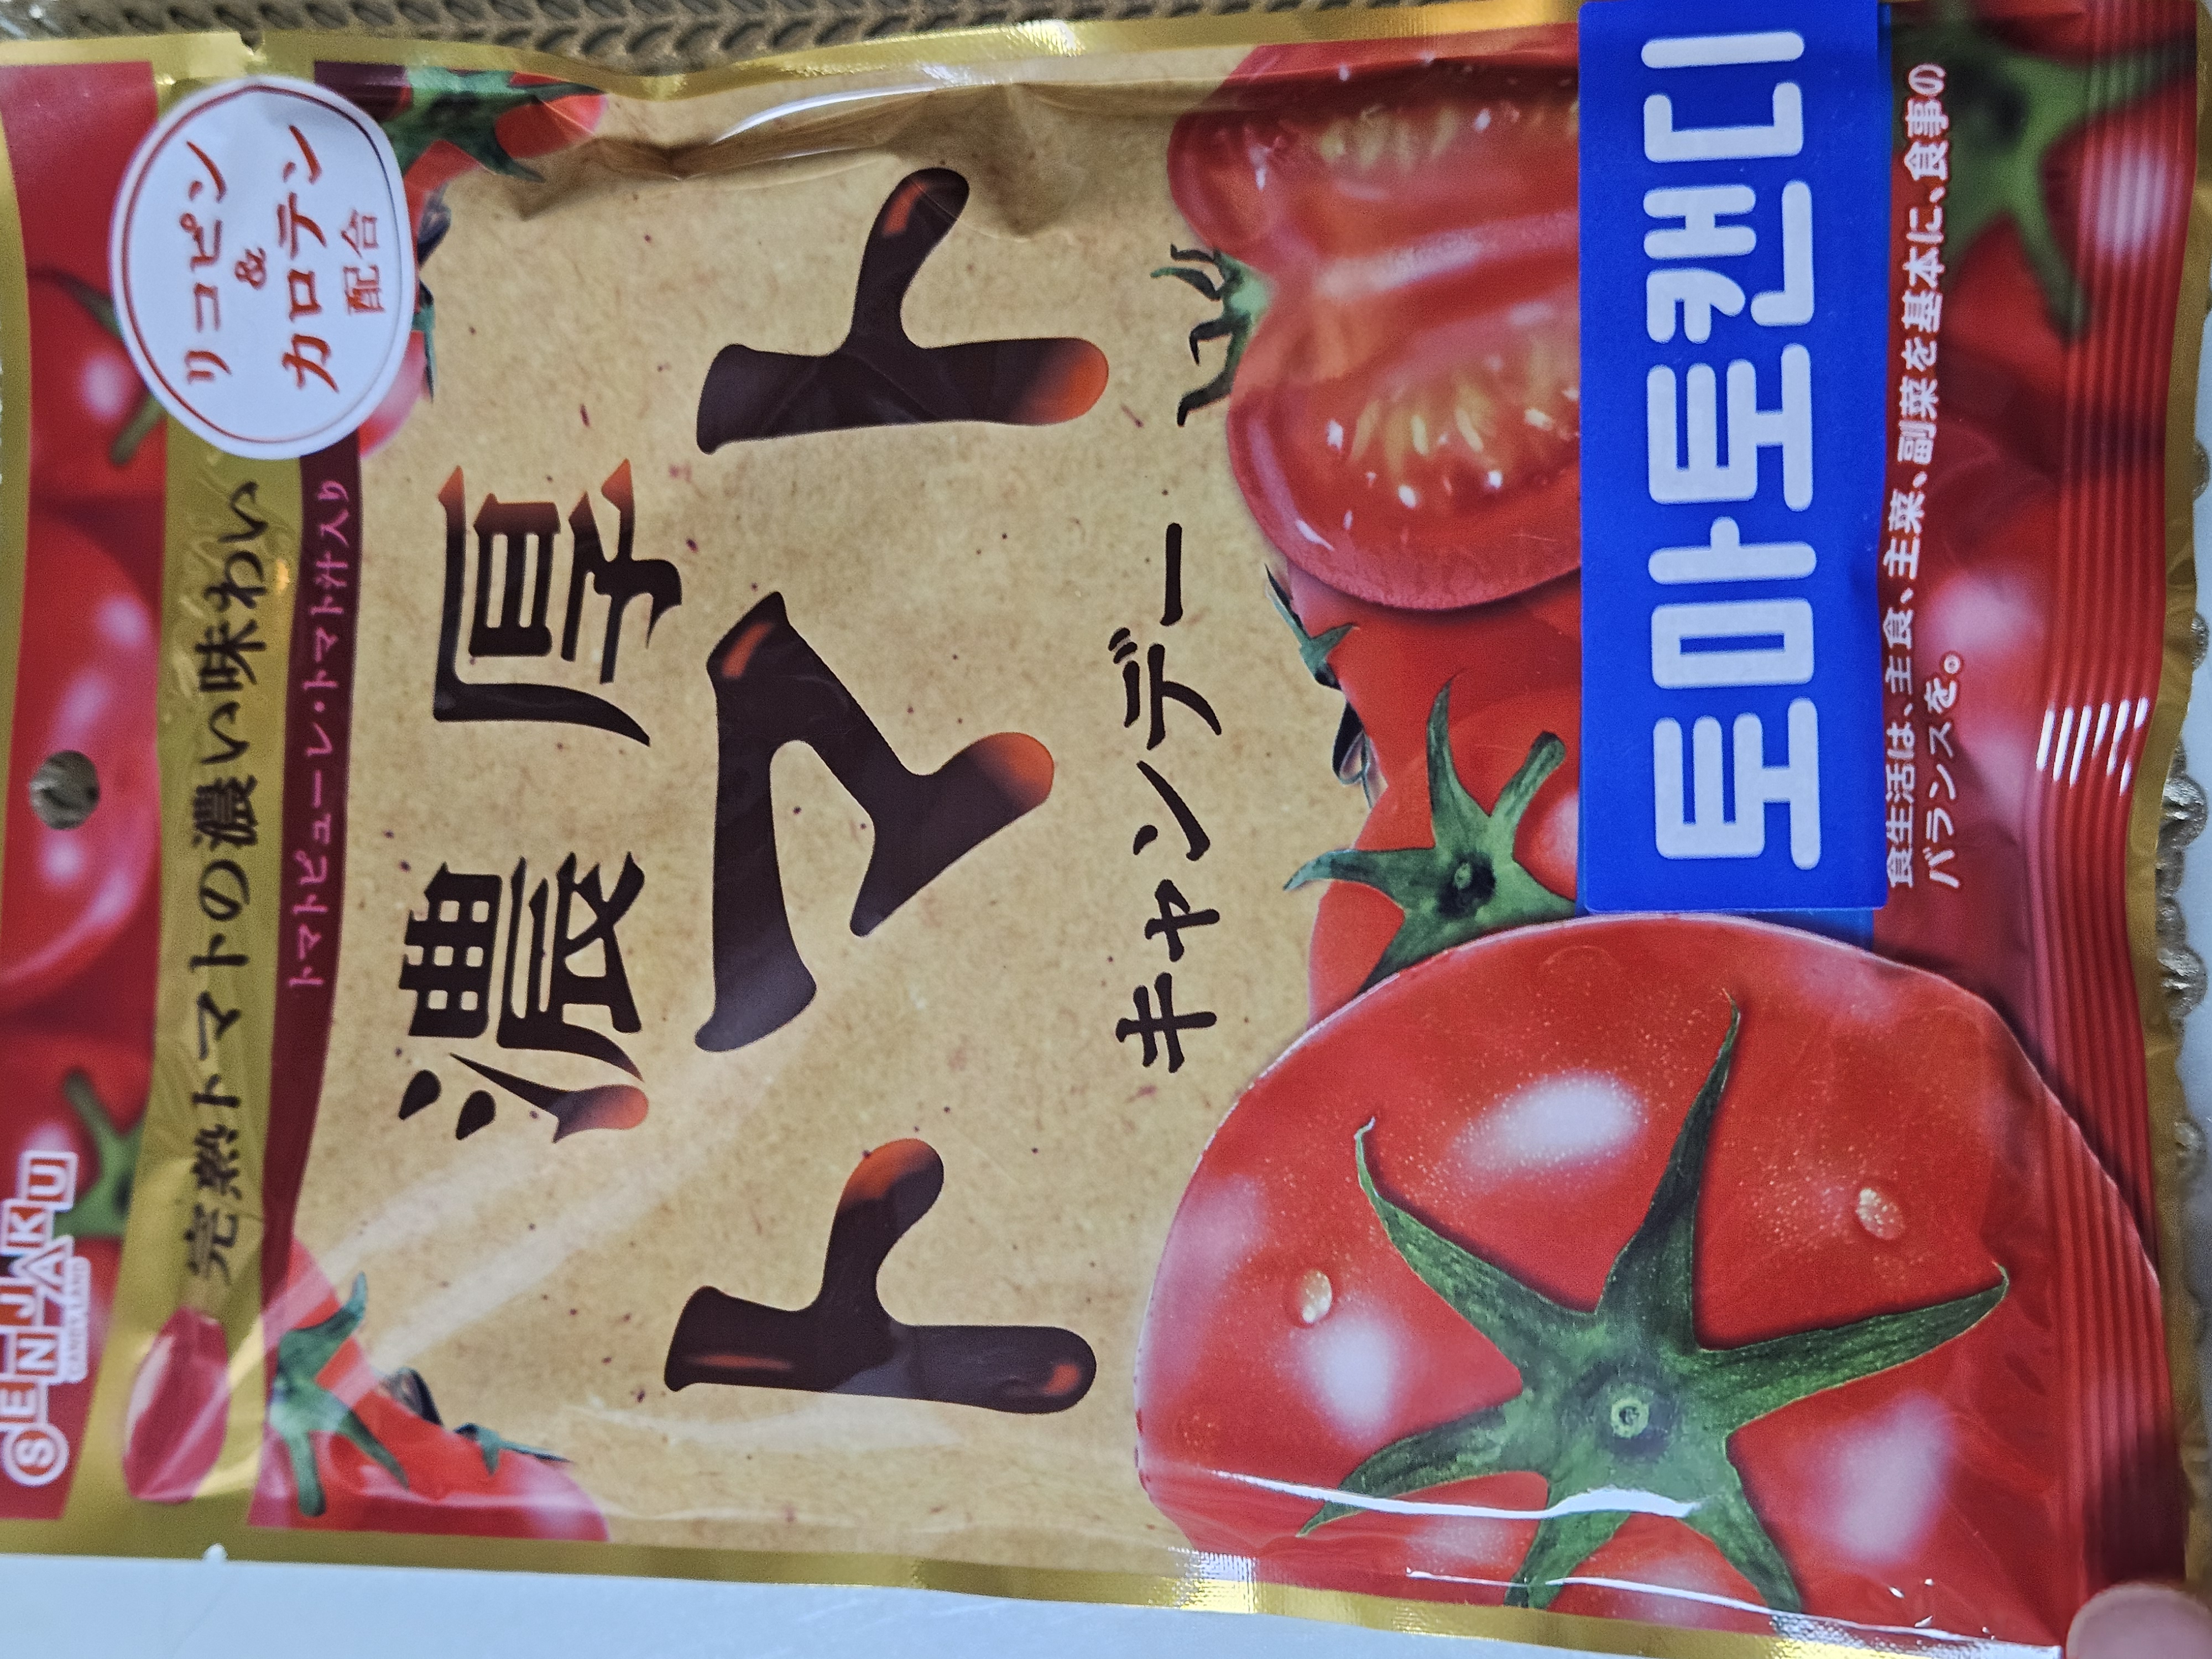 SENJAKU
CANDYLAND
完熟トマトの濃い味わい
トマトピューレ・トマト汁入り
リコピン
&
カロテン
配合
濃厚
トマト
キャンデー
토마토캔디
食生活は、主食、主菜、副菜を基本に、食事の
バランスを。